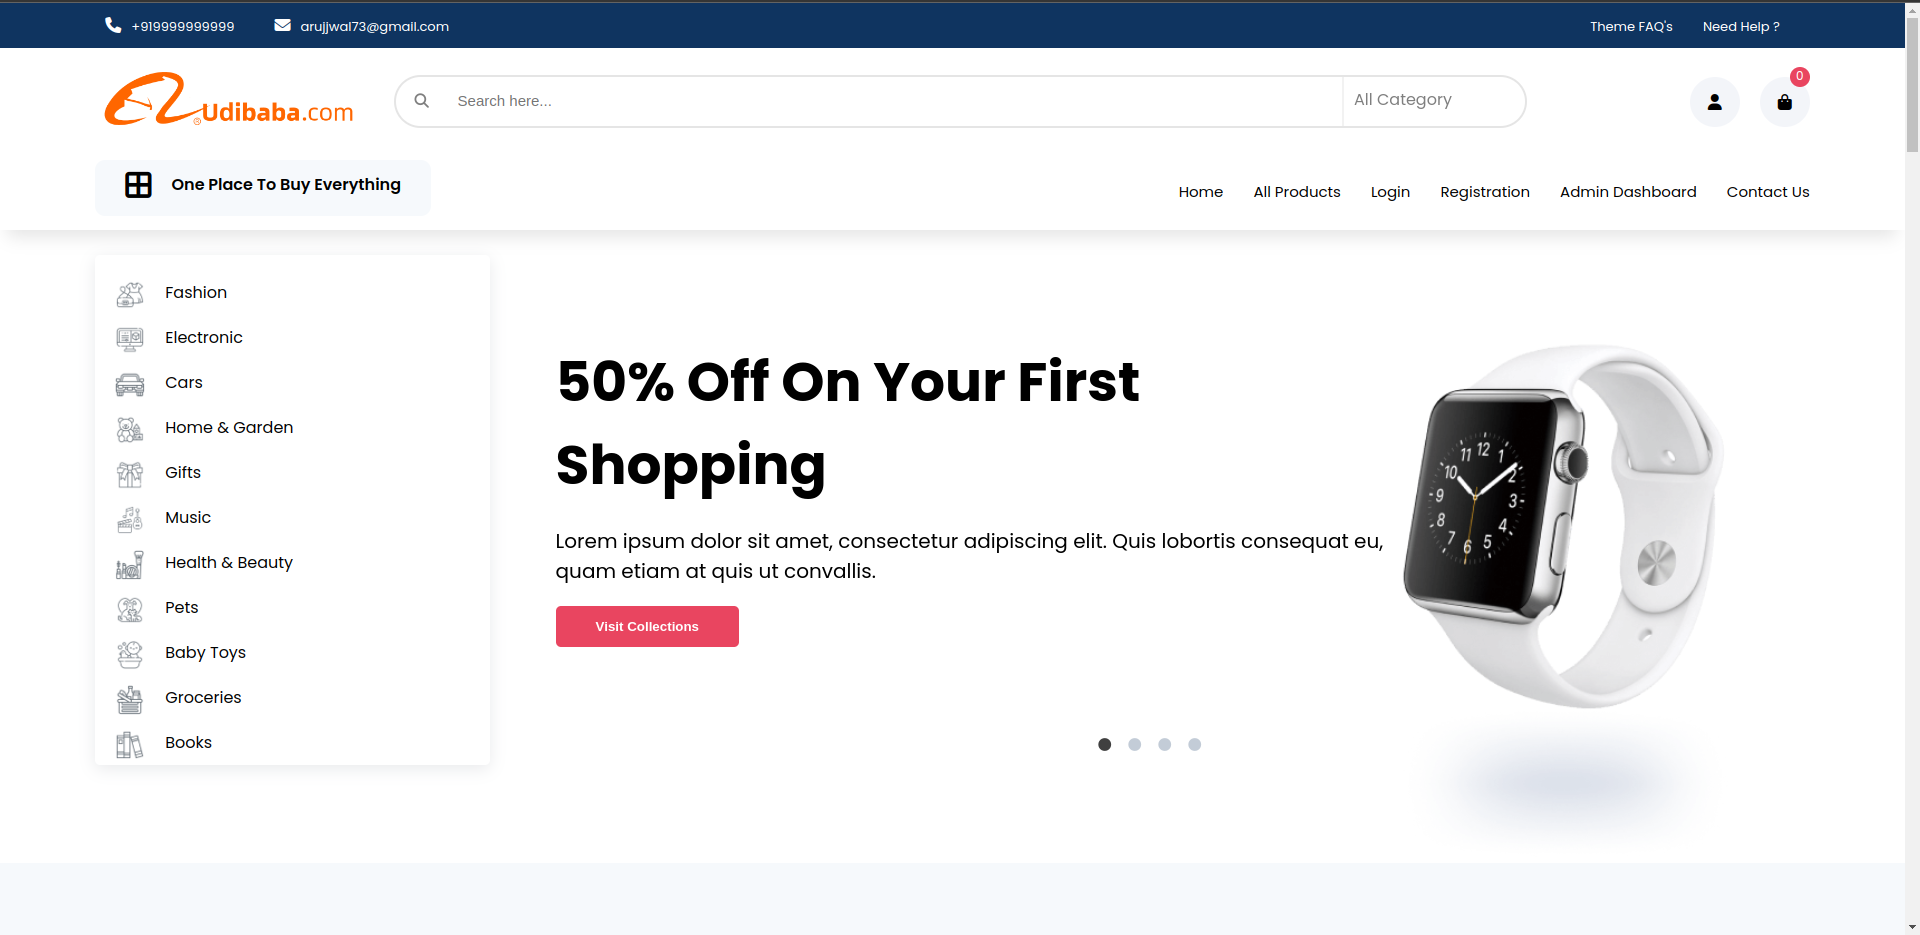 +919999999999
arujjwal73@gmail.com
Theme FAQ's
Need Help ?
Udibaba.com
Search here...
All Category
0
One Place To Buy Everything
Home
All Products
Login
Registration
Admin Dashboard
Contact Us
Fashion
Electronic
Cars
Home & Garden
Gifts
Music
Health & Beauty
Pets
Baby Toys
Groceries
Books
50% Off On Your First
Shopping
Lorem ipsum dolor sit amet, consectetur adipiscing elit. Quis lobortis consequat eu,
quam etiam at quis ut convallis.
Visit Collections
12
1
2
3
4
5
6
7
8
9
10
11